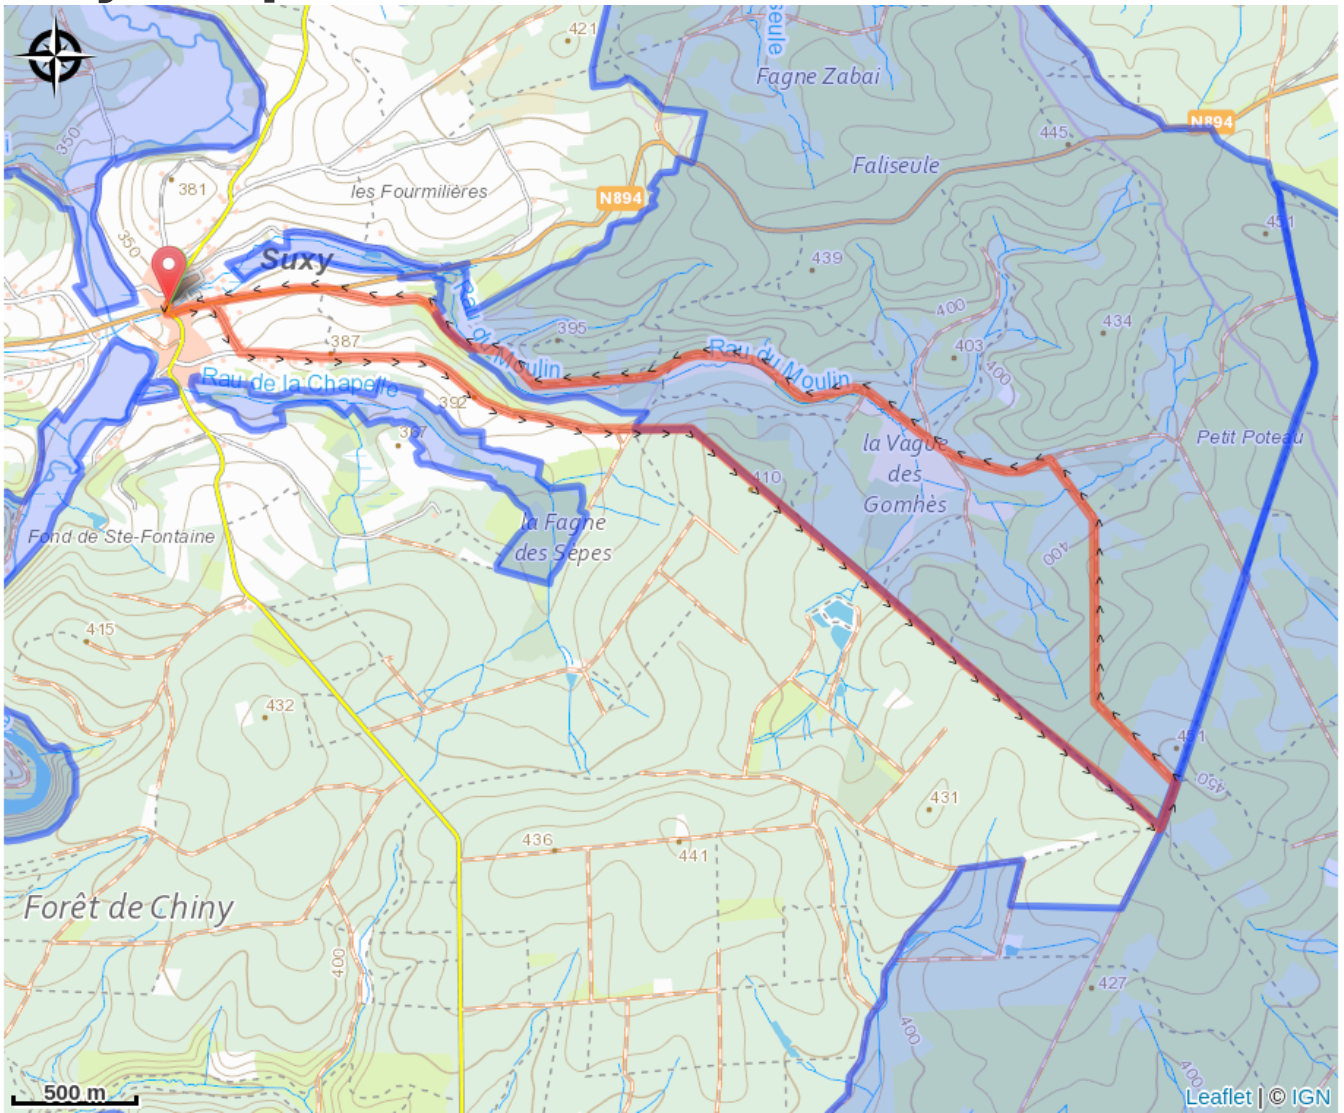 421
seule
Fagne Zabai
N894
445
350
Faliseule
381
les Fourmilières
N894
451
350
Suxy
439
400
Rau du Moulin
395
434
387
403
Rau du Moulin
400
Rau de la Chapelle
392
367
Petit Poteau
la Vague
des
Gomhès
410
la Fagne
des Sèpes
Fond de Ste-Fontaine
400
415
432
451
450
431
436
441
Forêt de Chiny
400
427
400
400
500 m
Leaflet | © IGN